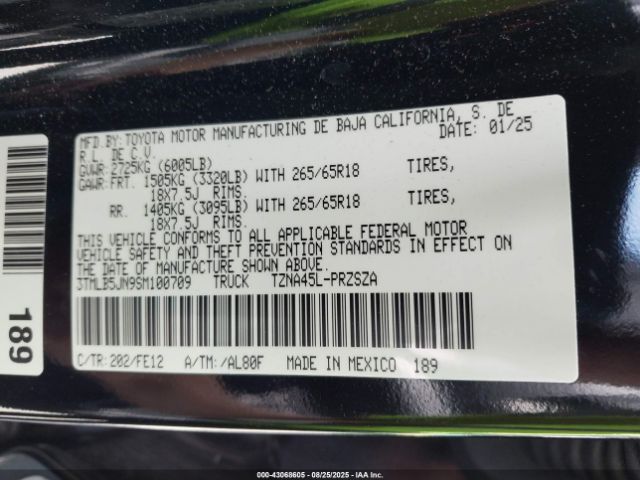 MFD.BY:TOYOTA MOTOR MANUFACTURING DE BAJA CALIFORNIA, S. DE
R L. DE C V. DATE: 01/25
GVWR:2725KG (6005LB)
GAWR:FRT. 1505KG (3320LB) WITH 265/65R18 TIRES,
18X7.5J RIMS.
RR. 1405KG (3095LB) WITH 265/65R18 TIRES,
18X7.5J RIMS.
THIS VEHICLE CONFORMS TO ALL APPLICABLE FEDERAL MOTOR
VEHICLE SAFETY AND THEFT PREVENTION STANDARDS IN EFFECT ON
THE DATE OF MANUFACTURE SHOWN ABOVE.
3TMLB5JN9SM100709 TRUCK TZNA45L-PRZSZA
C/TR:202/FE12 A/TM:/AL80F MADE IN MEXICO 189
189
000-43068605 - 08/25/2025 - IAAI